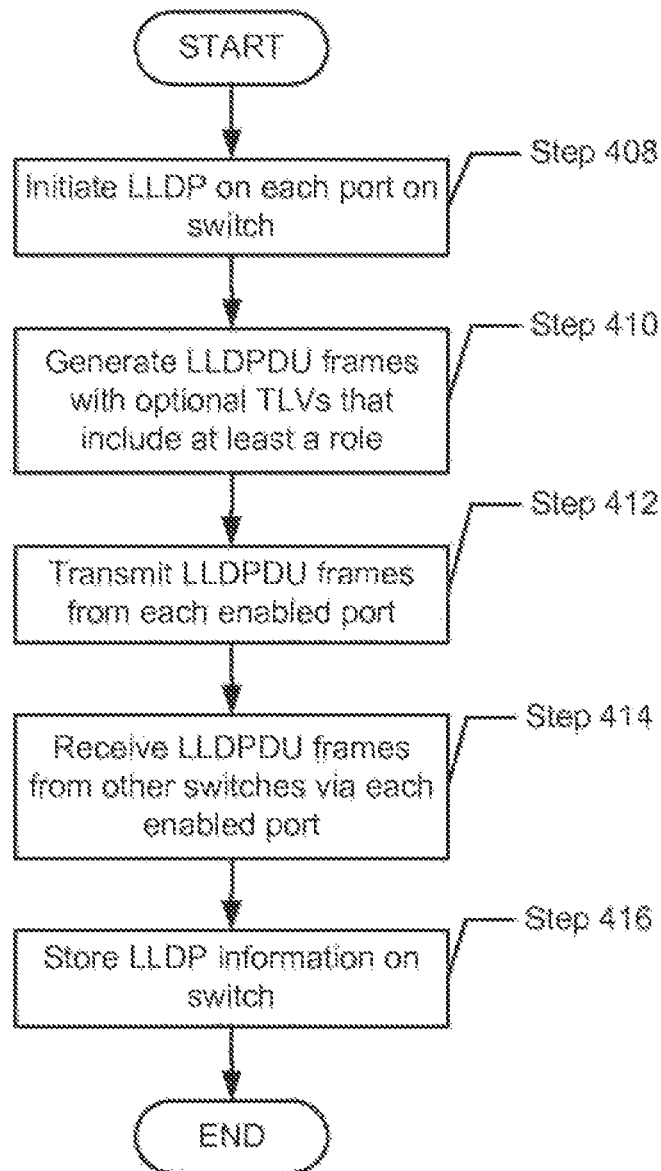 START
Step 408
Initiate LLDP on each port on
switch
Step 410
Generate LLDPDU frames
with optional TLVs that
include at least a role
Step 412
Transmit LLDPDU frames
from each enabled port
Step 414
Receive LLDPDU frames
from other switches via each
enabled port
Step 416
Store LLDP information on
switch
END